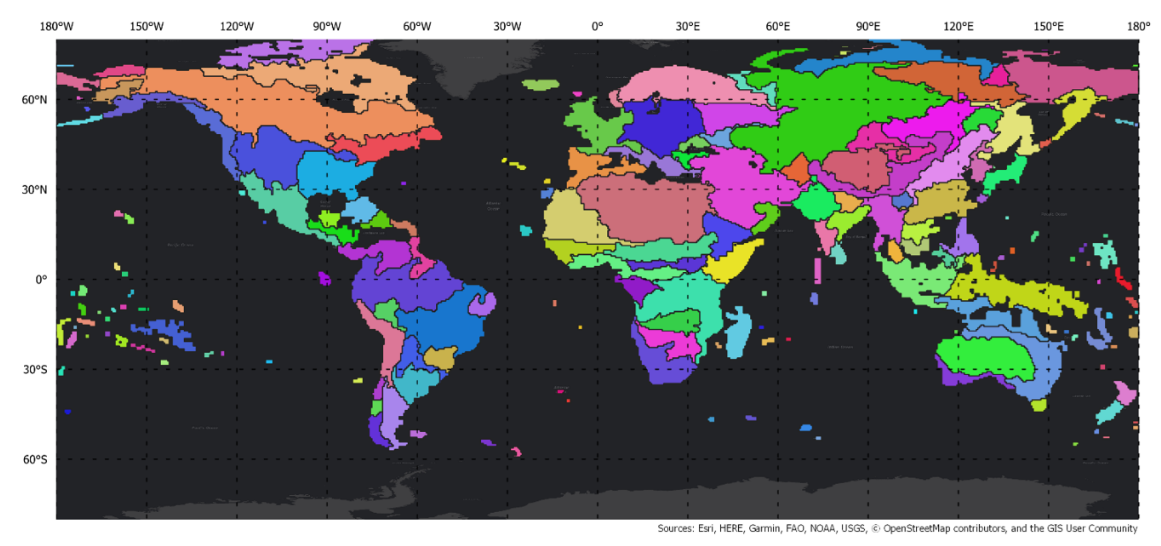 180° 150°W 120°W 90°W 60°W 30°W 0° 30°E 60°E 90°E 120°E 150°E 180°
60°N
30°N
0°
30°S
60°S
Sources: Esri, HERE, Garmin, FAO, NOAA, USGS, © OpenStreetMap contributors, and the GIS User Community